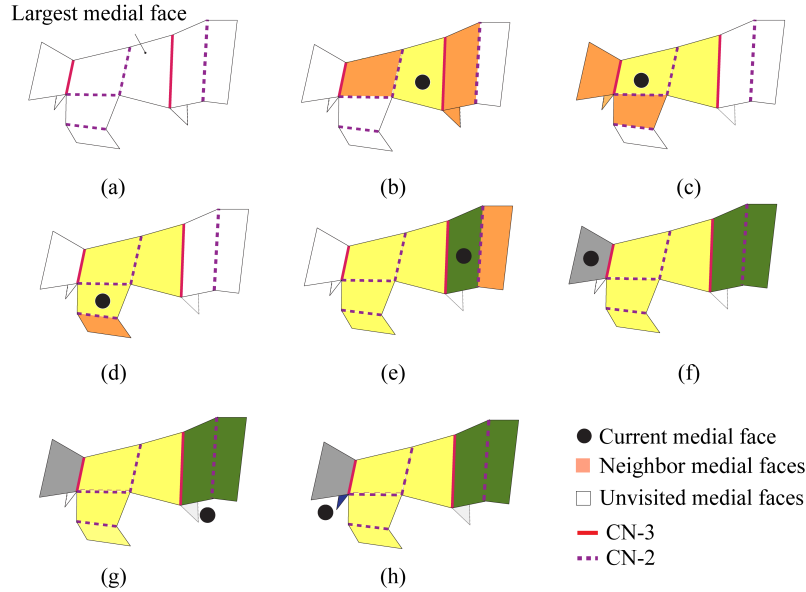 Largest medial face
(a)
(b)
(c)
(d)
(e)
(f)
(g)
(h)
Current medial face
Neighbor medial faces
Unvisited medial faces
CN-3
CN-2